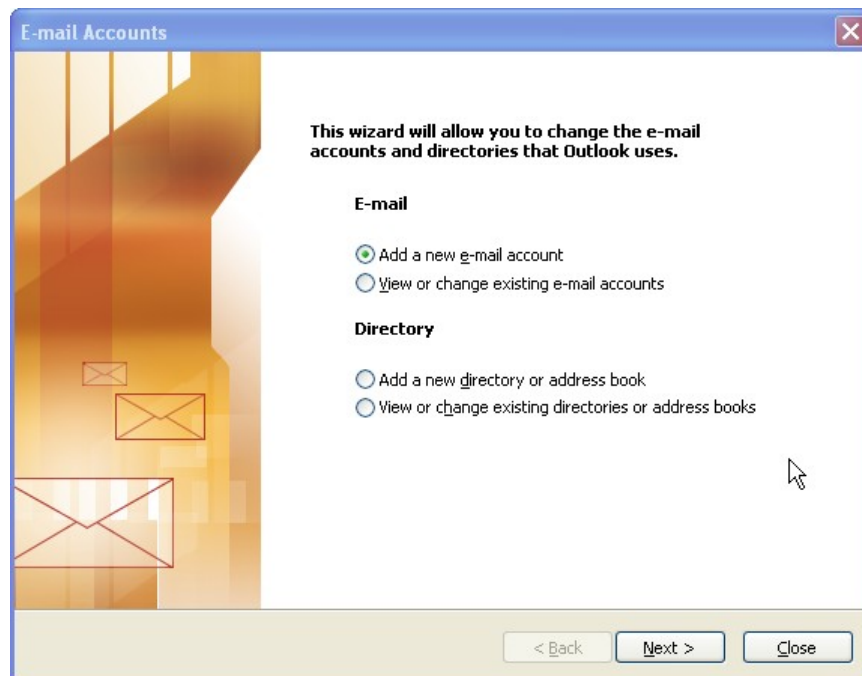 E-mail Accounts
This wizard will allow you to change the e-mail
accounts and directories that Outlook uses.
E-mail
Add a new e-mail account
View or change existing e-mail accounts
Directory
Add a new directory or address book
View or change existing directories or address books
< Back
Next >
Close